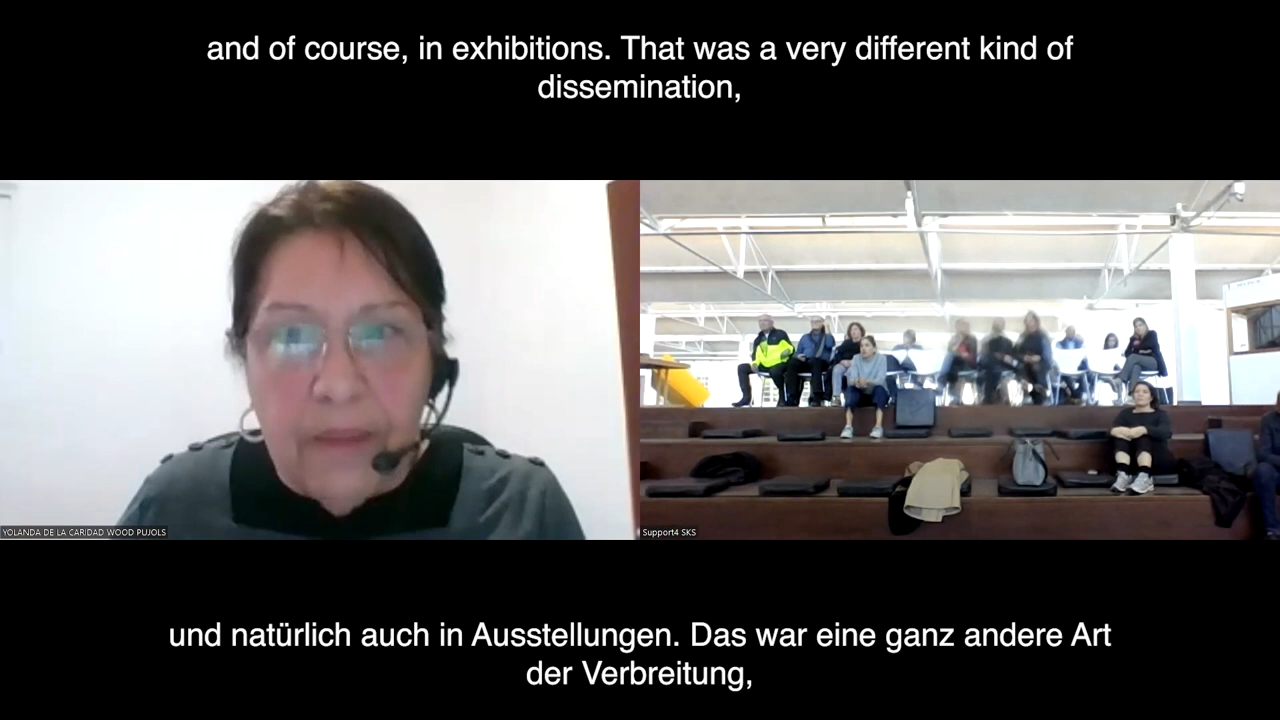 and of course, in exhibitions. That was a very different kind of
dissemination,
YOLANDA DE LA CARIDAD WOOD PUJOLS
Support4 SKS
und natürlich auch in Ausstellungen. Das war eine ganz andere Art
der Verbreitung,